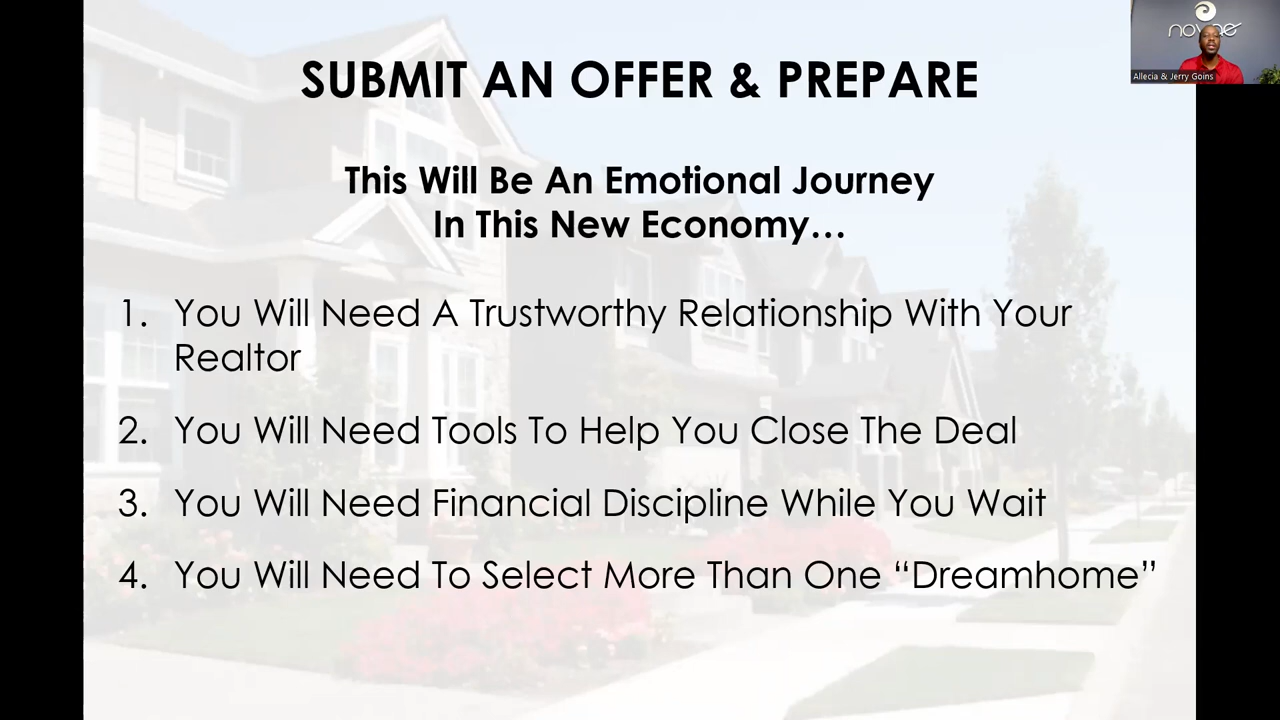 SUBMIT AN OFFER & PREPARE
This Will Be An Emotional Journey
In This New Economy…
1. You Will Need A Trustworthy Relationship With Your
Realtor
2. You Will Need Tools To Help You Close The Deal
3. You Will Need Financial Discipline While You Wait
4. You Will Need To Select More Than One “Dreamhome”
novae
Allecia & Jerry Goins